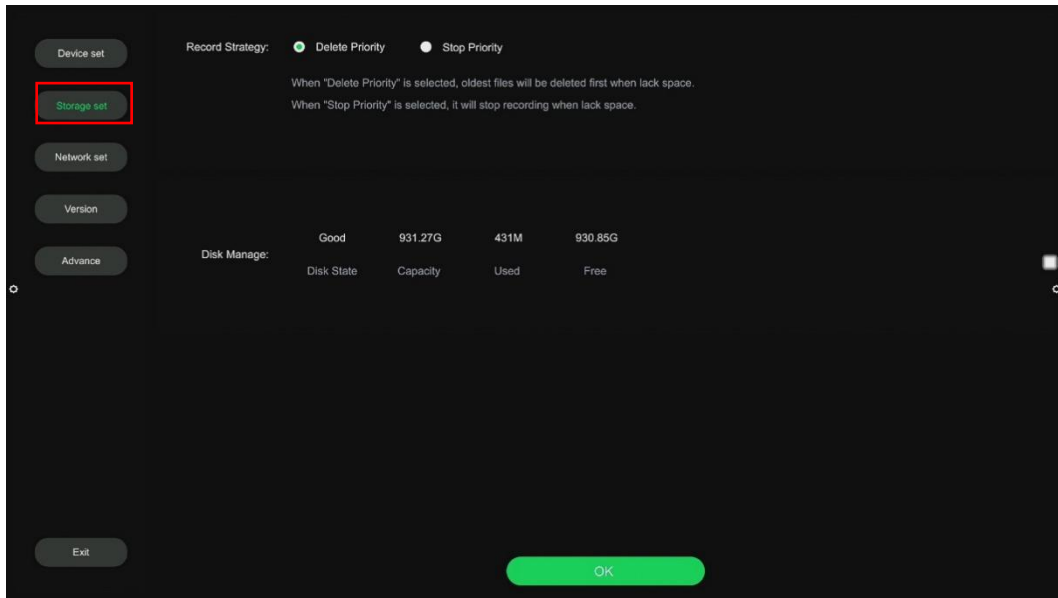 Device set
Storage set
Network set
Version
Advance
Exit
Record Strategy: Delete Priority Stop Priority
When "Delete Priority" is selected, oldest files will be deleted first when lack space.
When "Stop Priority" is selected, it will stop recording when lack space.
Disk Manage:
Good 931.27G 431M 930.85G
Disk State Capacity Used Free
OK